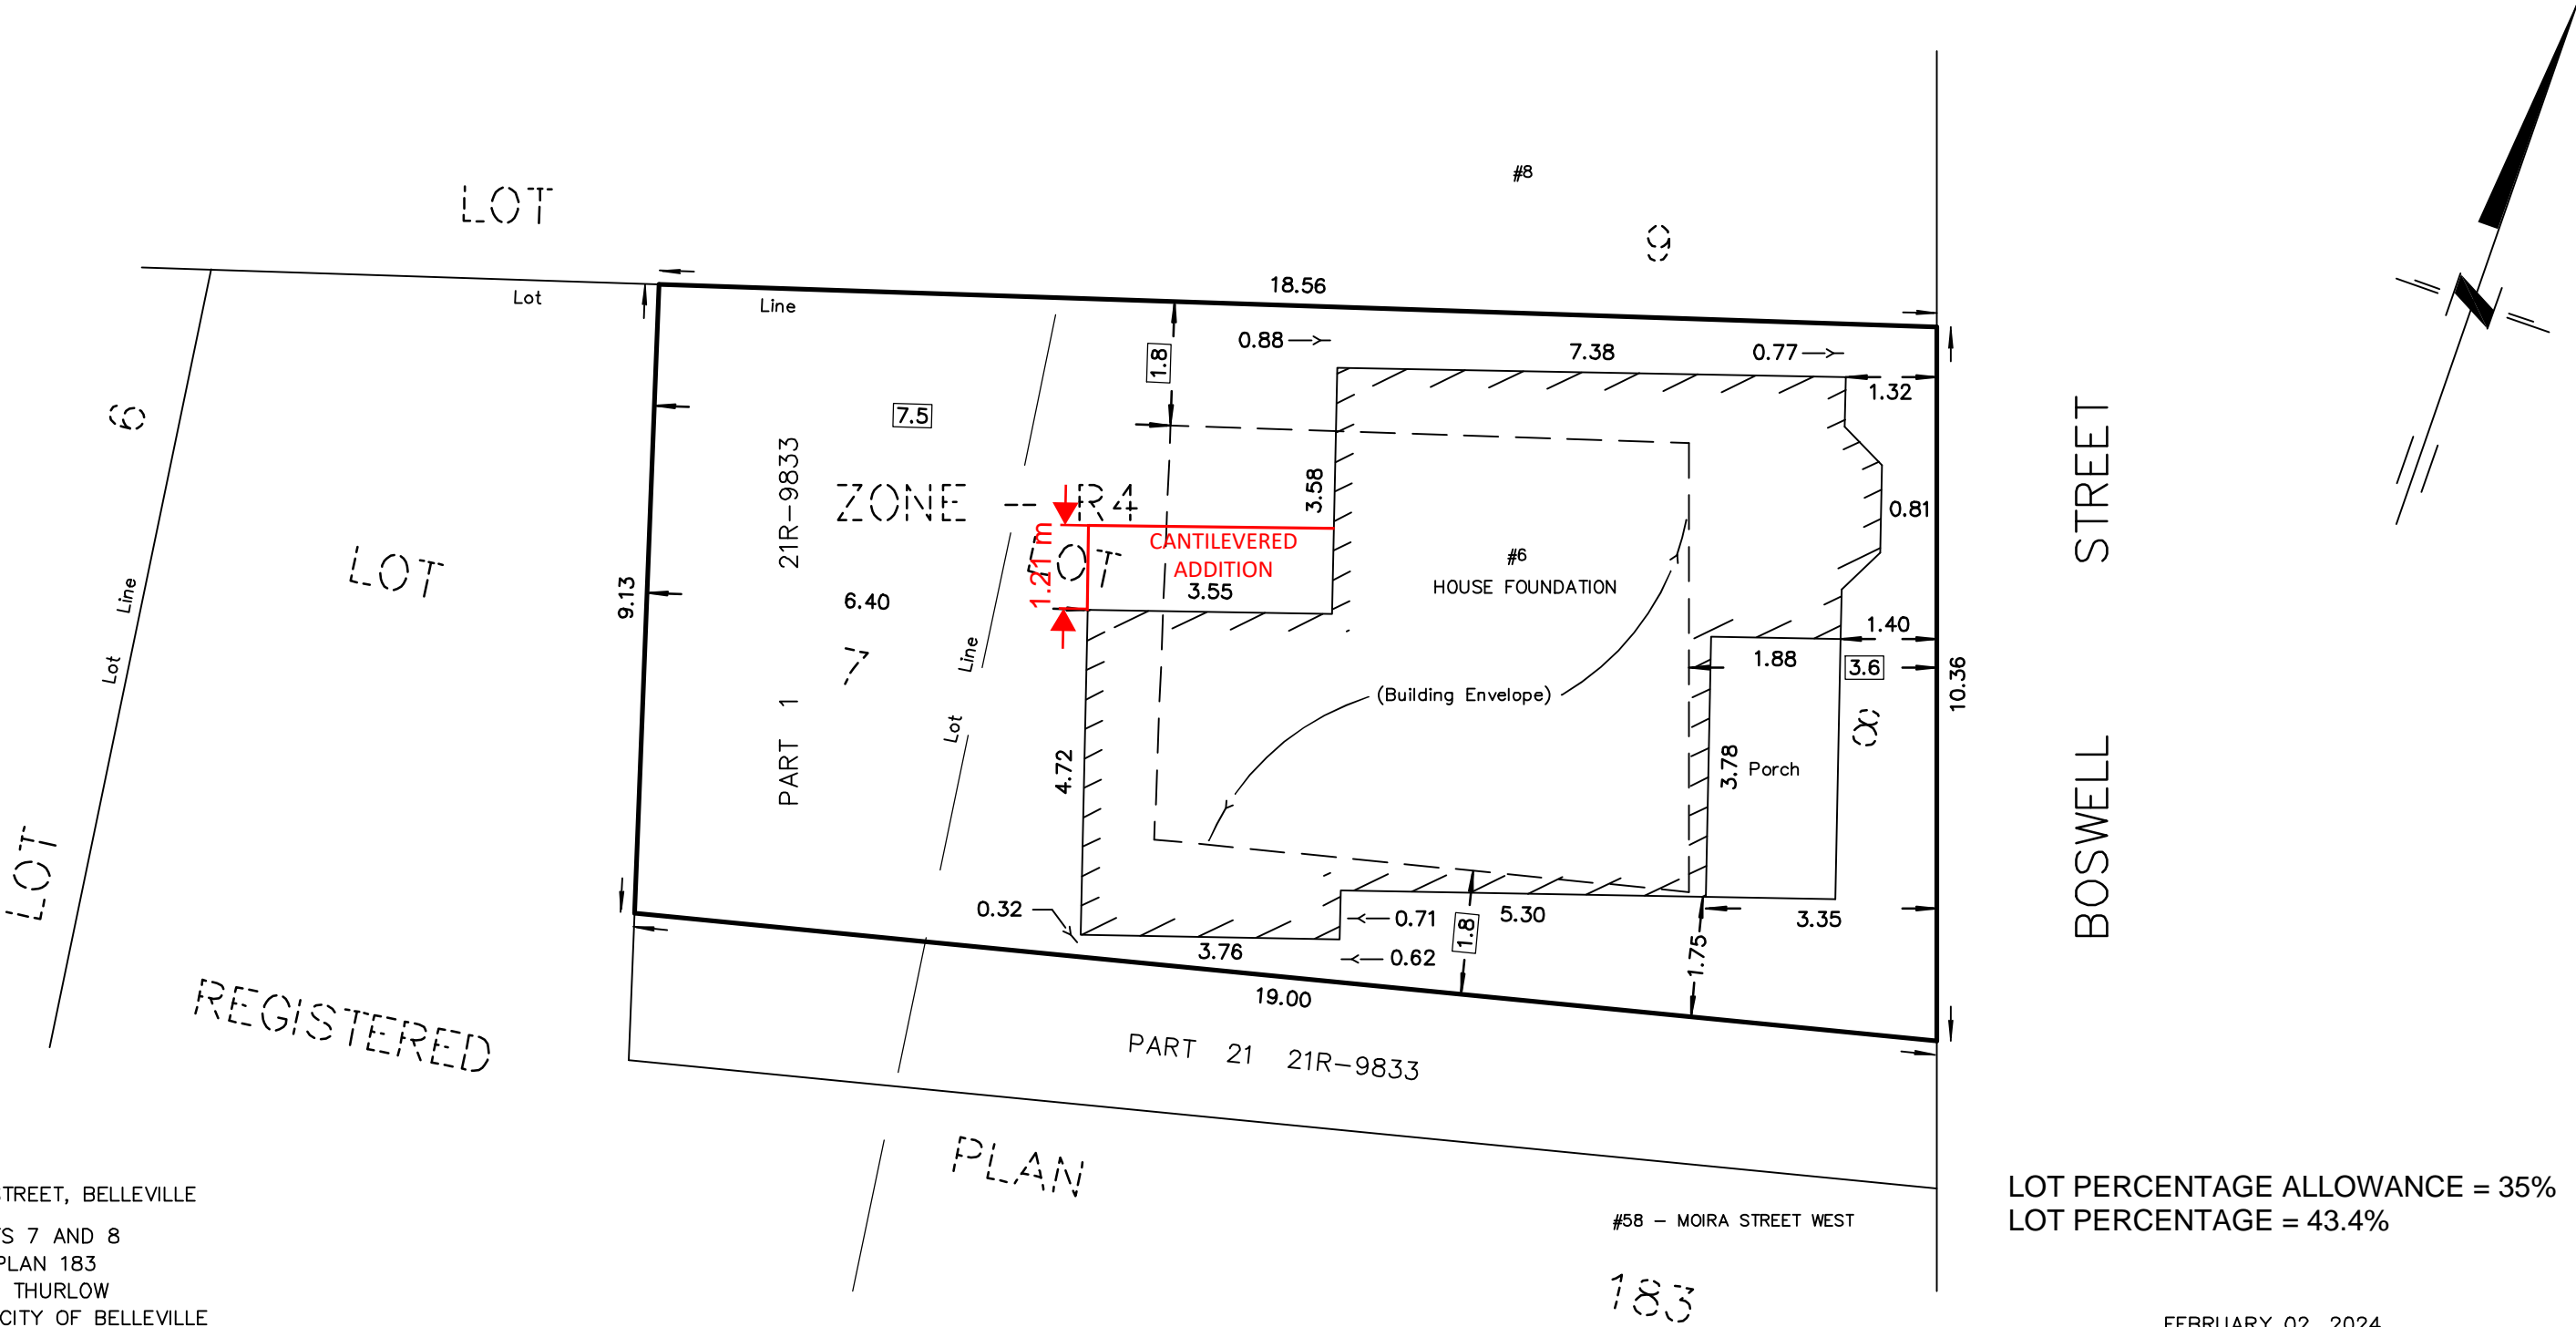 #8
LOT
9
18.56
Lot
Line
0.88
7.38
0.77
1.8
1.32
6
7.5
21R-9833
ZONE -- R4
3.58
0.81
STREET
LOT
LOT
CANTILEVERED
ADDITION
1.21 m
3.55
#6
HOUSE FOUNDATION
9.13
6.40
Lot Line
7
Lot Line
1.40
1.88
3.6
10.36
(Building Envelope)
PART 1
4.72
3.78
Porch
8
BOSWELL
LOT
0.32
0.71
5.30
3.35
1.8
1.75
3.76
0.62
19.00
REGISTERED
PART 21 21R-9833
PLAN
STREET, BELLEVILLE
LOT PERCENTAGE ALLOWANCE = 35%
#58 - MOIRA STREET WEST
LOT PERCENTAGE = 43.4%
S 7 AND 8
PLAN 183
THURLOW
183
CITY OF BELLEVILLE
FEBRUARY 02, 2024